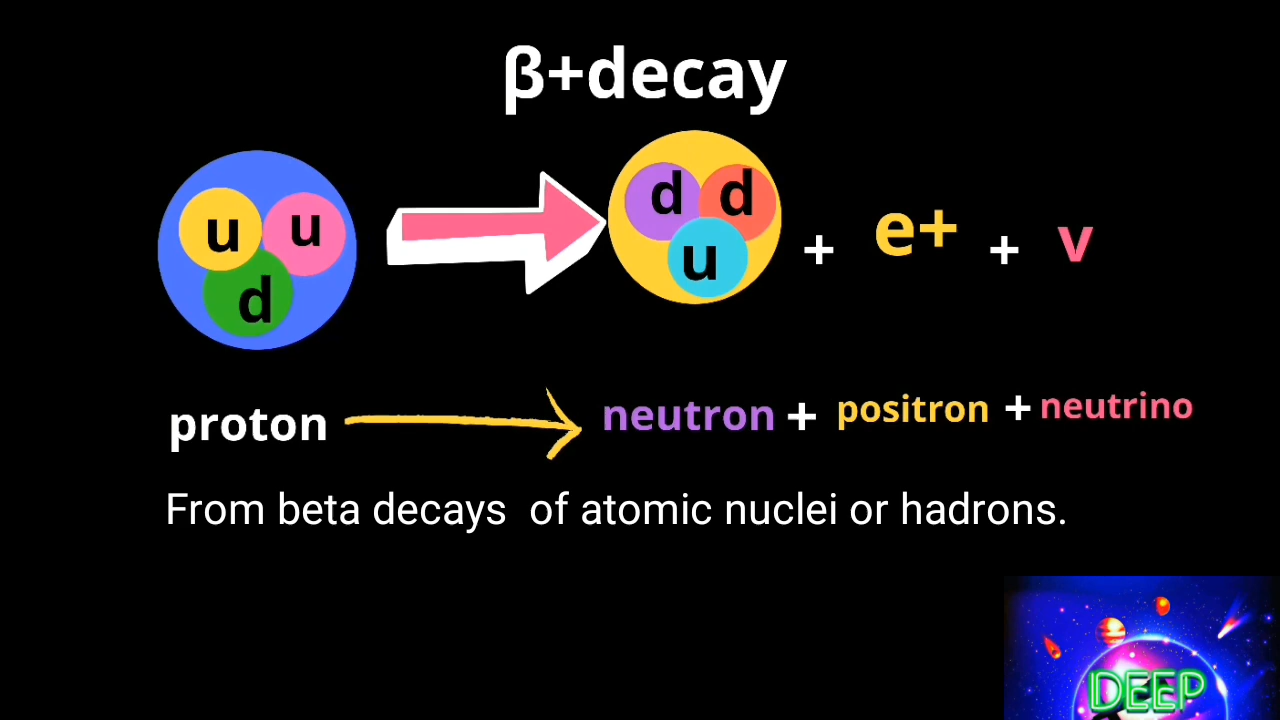 β+decay
u u d
d d u + e+ + v
proton neutron + positron + neutrino
From beta decays of atomic nuclei or hadrons.
DEEP